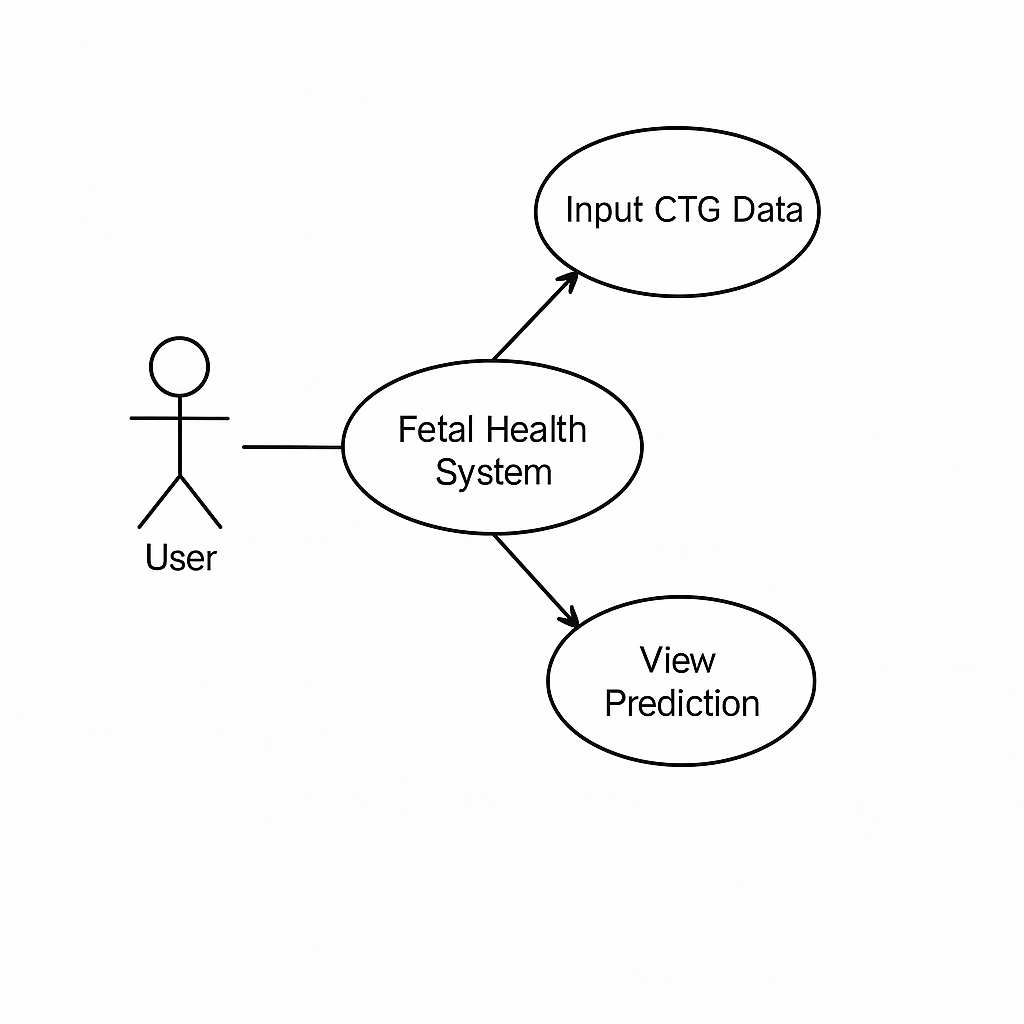 Input CTG Data
Fetal Health
System
User
View
Prediction